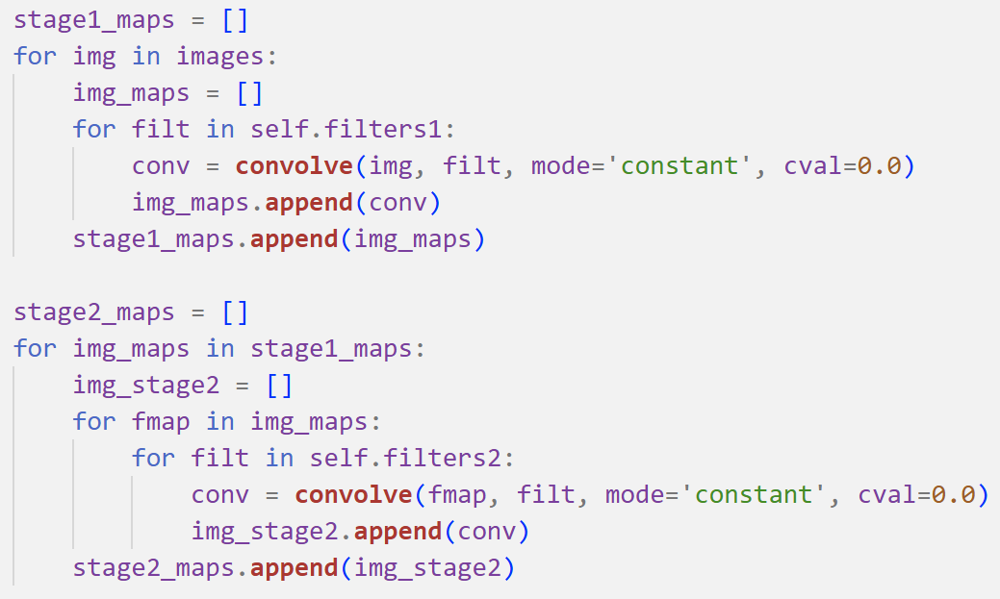 stage1_maps = []
for img in images:
    img_maps = []
    for filt in self.filters1:
        conv = convolve(img, filt, mode='constant', cval=0.0)
        img_maps.append(conv)
    stage1_maps.append(img_maps)

stage2_maps = []
for img_maps in stage1_maps:
    img_stage2 = []
    for fmap in img_maps:
        for filt in self.filters2:
            conv = convolve(fmap, filt, mode='constant', cval=0.0)
            img_stage2.append(conv)
    stage2_maps.append(img_stage2)